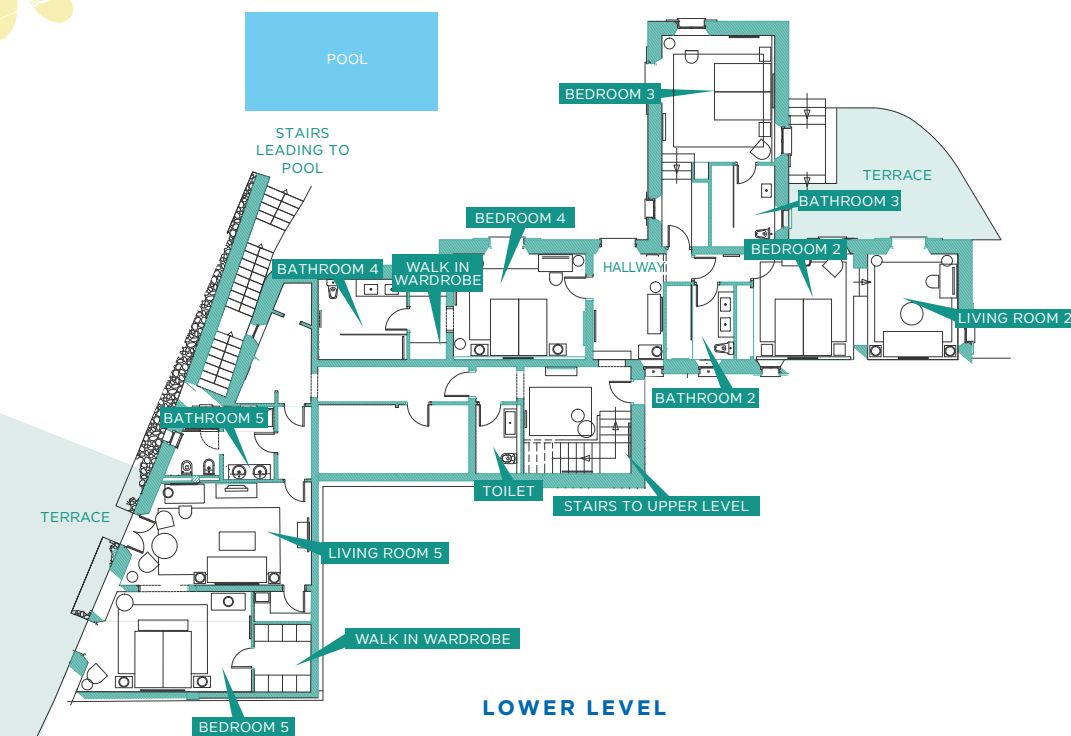 POOL
STAIRS
LEADING TO
POOL
BEDROOM 3
TERRACE
BATHROOM 3
BEDROOM 4
BEDROOM 2
HALLWAY
BATHROOM 4
WALK IN
WARDROBE
LIVING ROOM 2
BATHROOM 2
BATHROOM 5
TOILET
STAIRS TO UPPER LEVEL
TERRACE
LIVING ROOM 5
WALK IN WARDROBE
LOWER LEVEL
BEDROOM 5